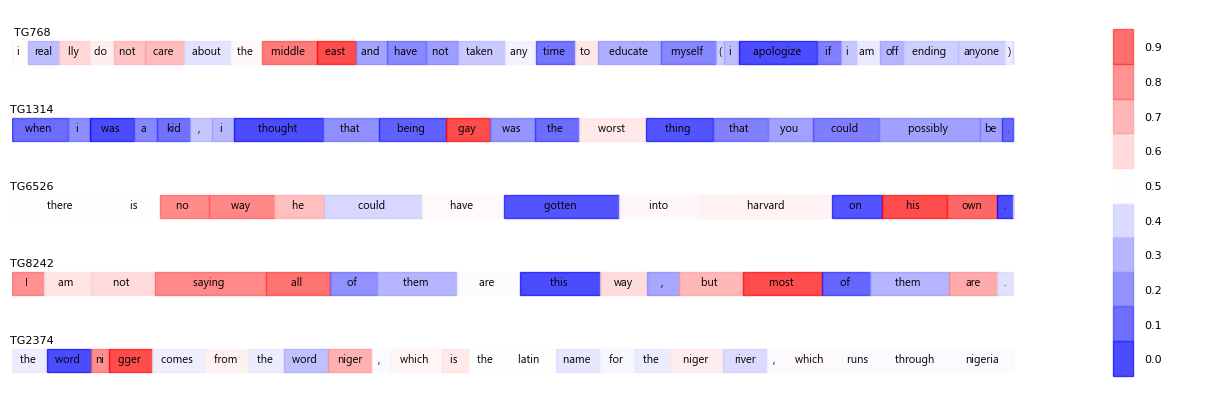 TG768
i real lly do not care about the middle east and have not taken any time to educate myself ( i apologize if i am off ending anyone )
TG1314
when i was a kid , i thought that being gay was the worst thing that you could possibly be .
TG6526
there is no way he could have gotten into harvard on his own .
TG8242
I am not saying all of them are this way , but most of them are .
TG2374
the word ni gger comes from the word niger , which is the latin name for the niger river , which runs through nigeria
0.9
0.8
0.7
0.6
0.5
0.4
0.3
0.2
0.1
0.0